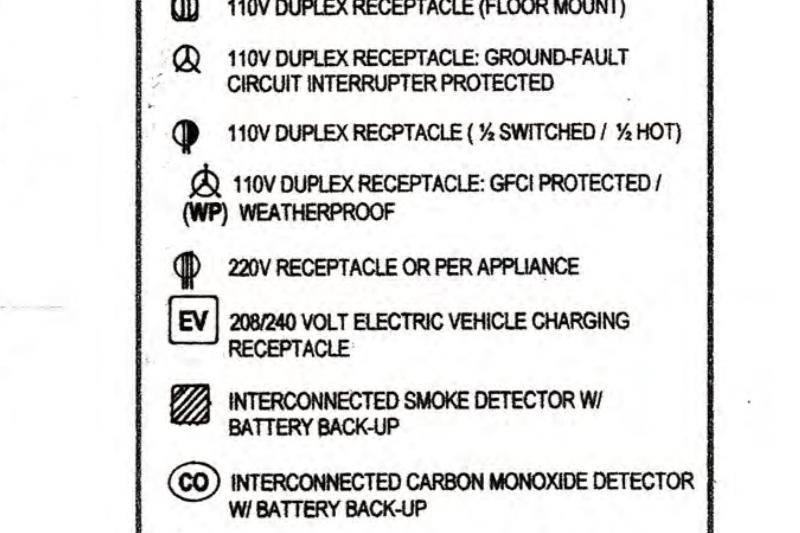 110V DUPLEX RECEPTACLE (FLOOR MOUNT)
110V DUPLEX RECEPTACLE: GROUND-FAULT
CIRCUIT INTERRUPTER PROTECTED
110V DUPLEX RECPTACLE ( ½ SWITCHED / ½ HOT)
110V DUPLEX RECEPTACLE: GFCI PROTECTED /
(WP) WEATHERPROOF
220V RECEPTACLE OR PER APPLIANCE
EV 208/240 VOLT ELECTRIC VEHICLE CHARGING
RECEPTACLE
INTERCONNECTED SMOKE DETECTOR W/
BATTERY BACK-UP
CO INTERCONNECTED CARBON MONOXIDE DETECTOR
W/ BATTERY BACK-UP